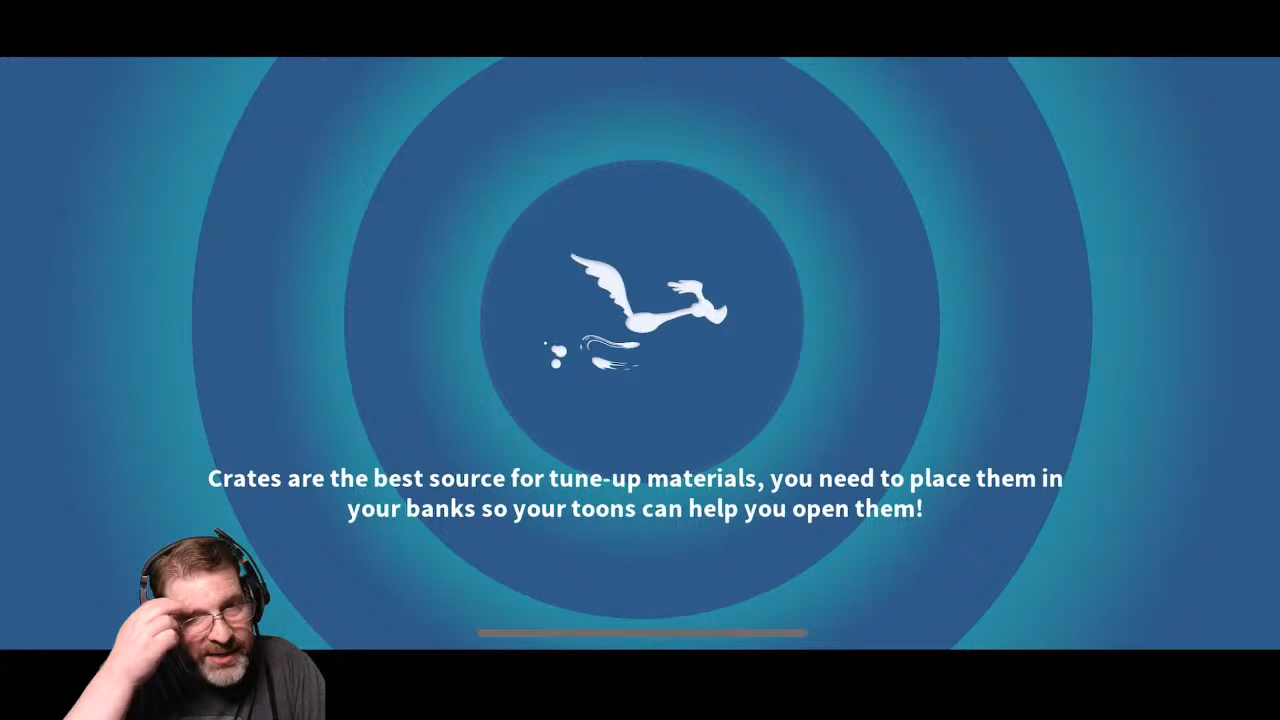 Crates are the best source for tune-up materials, you need to place them in
your banks so your toons can help you open them!